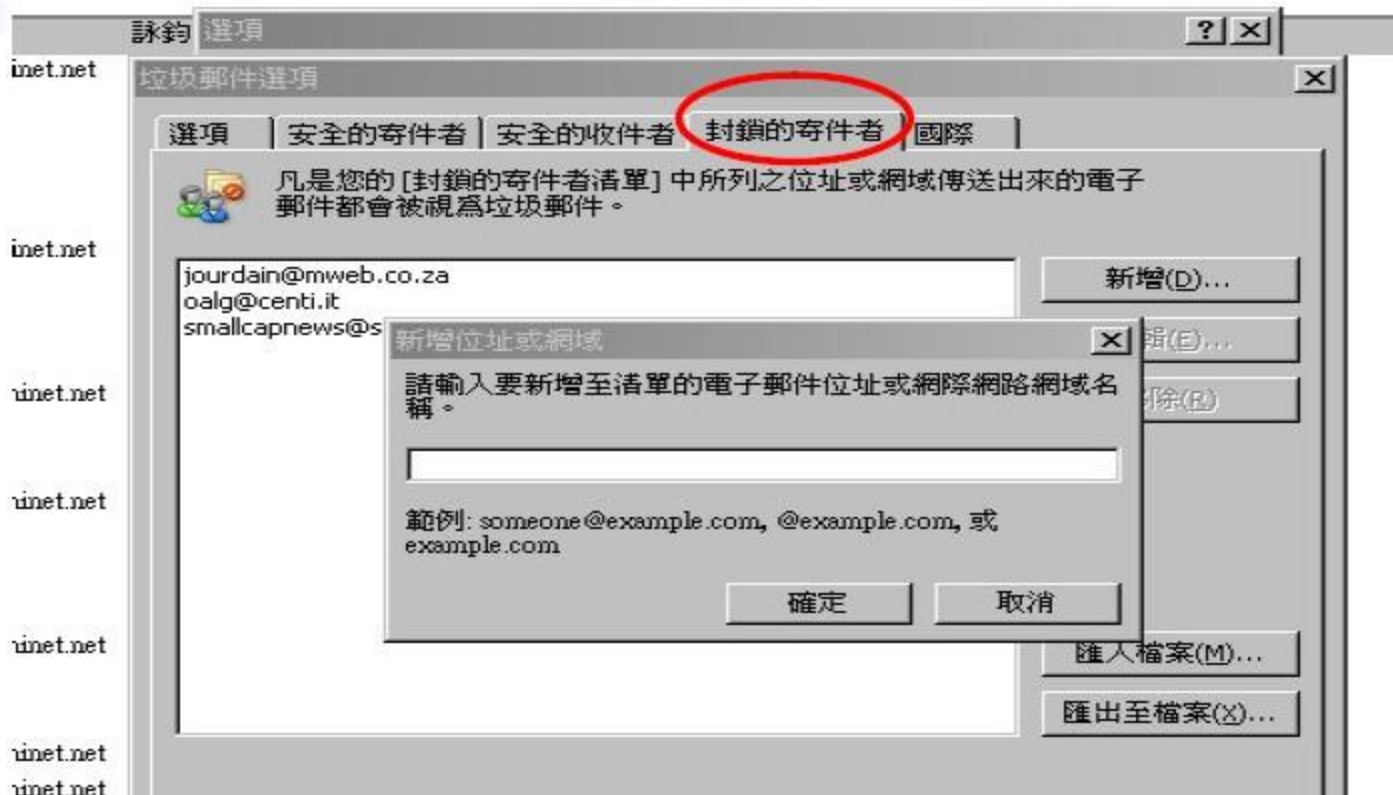 詠鈞 選項
inet.net
垃圾郵件選項
選項 安全的寄件者 安全的收件者 封鎖的寄件者 國際
凡是您的 [封鎖的寄件者清單] 中所列之位址或網域傳送出來的電子
郵件都會被視為垃圾郵件。
inet.net
jourdain@mweb.co.za
新增(D)...
oalg@centi.it
smallcapnews@s
新增位址或網域
輯(E)...
請輸入要新增至清單的電子郵件位址或網際網路網域名
稱。
inet.net
除(R)
範例: someone@example.com, @example.com, 或
example.com
inet.net
確定 取消
inet.net
匯入檔案(M)...
匯出至檔案(X)...
inet.net
inet.net